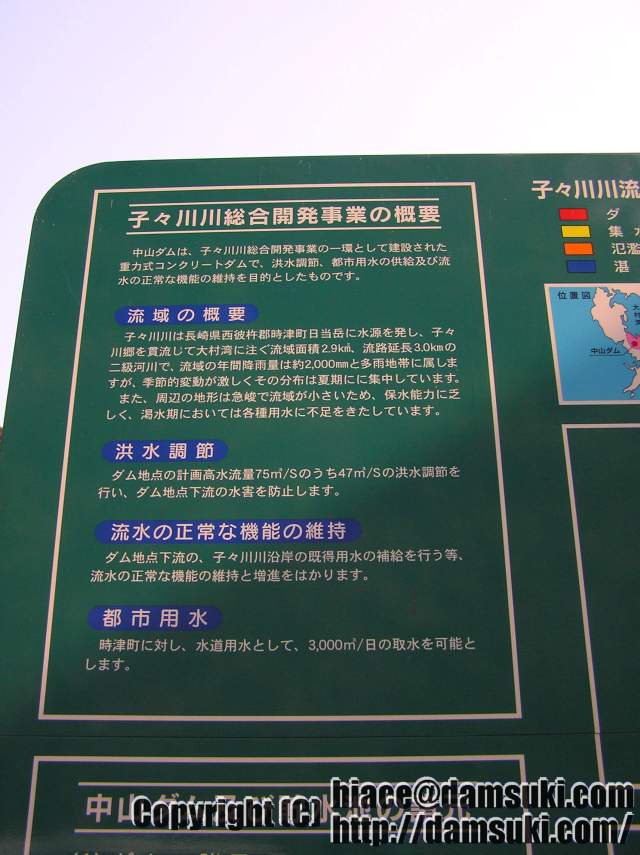 子々川川総合開発事業の概要
中山ダムは、子々川川総合開発事業の一環として建設された
重力式コンクリートダムで、洪水調節、都市用水の供給及び流
水の正常な機能の維持を目的としたものです。
流域の概要
子々川川は長崎県西彼杵郡時津町日当岳に水源を発し、子々
川郷を貫流して大村湾に注ぐ流域面積2.9㎢、流路延長3.0㎞の
二級河川で、流域の年間降雨量は約2,000㎜と多雨地帯に属しま
すが、季節的変動が激しくその分布は夏期にに集中しています。
また、周辺の地形は急峻で流域が小さいため、保水能力に乏
しく、渇水期においては各種用水に不足をきたしています。
洪水調節
ダム地点の計画高水流量75㎥/Sのうち47㎥/Sの洪水調節を
行い、ダム地点下流の水害を防止します。
流水の正常な機能の維持
ダム地点下流の、子々川川沿岸の既得用水の補給を行う等、
流水の正常な機能の維持と増進をはかります。
都市用水
時津町に対し、水道用水として、3,000㎥/日の取水を可能と
します。
子々川川流
ダ
集水
氾濫
湛
位置図
大
村
中山ダム
中山ダム
Copyright (C) hiace@damsuki.com
http://damsuki.com/